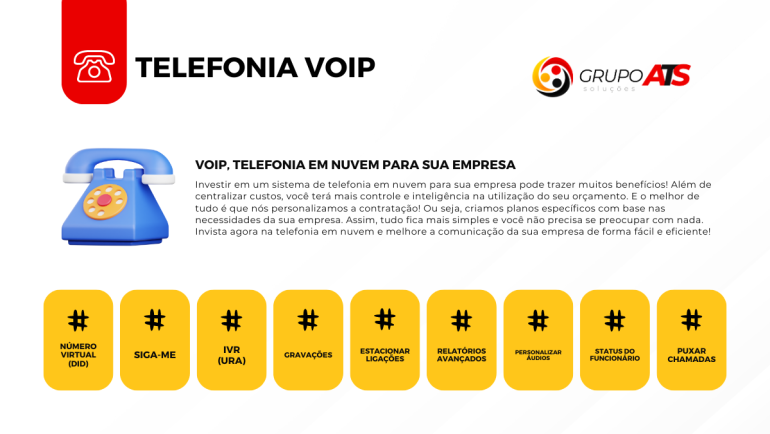 TELEFONIA VOIP
GRUPO ATS
soluções
VOIP, TELEFONIA EM NUVEM PARA SUA EMPRESA
Investir em um sistema de telefonia em nuvem para sua empresa pode trazer muitos benefícios! Além de
centralizar custos, você terá mais controle e inteligência na utilização do seu orçamento. E o melhor de
tudo é que nós personalizamos a contratação! Ou seja, criamos planos específicos com base nas
necessidades da sua empresa. Assim, tudo fica mais simples e você não precisa se preocupar com nada.
Invista agora na telefonia em nuvem e melhore a comunicação da sua empresa de forma fácil e eficiente!
#
NÚMERO
VIRTUAL
(DID)
#
SIGA-ME
#
IVR
(URA)
#
GRAVAÇÕES
#
ESTACIONAR
LIGAÇÕES
#
RELATÓRIOS
AVANÇADOS
#
PERSONALIZAR
ÁUDIOS
#
STATUS DO
FUNCIONÁRIO
#
PUXAR
CHAMADAS